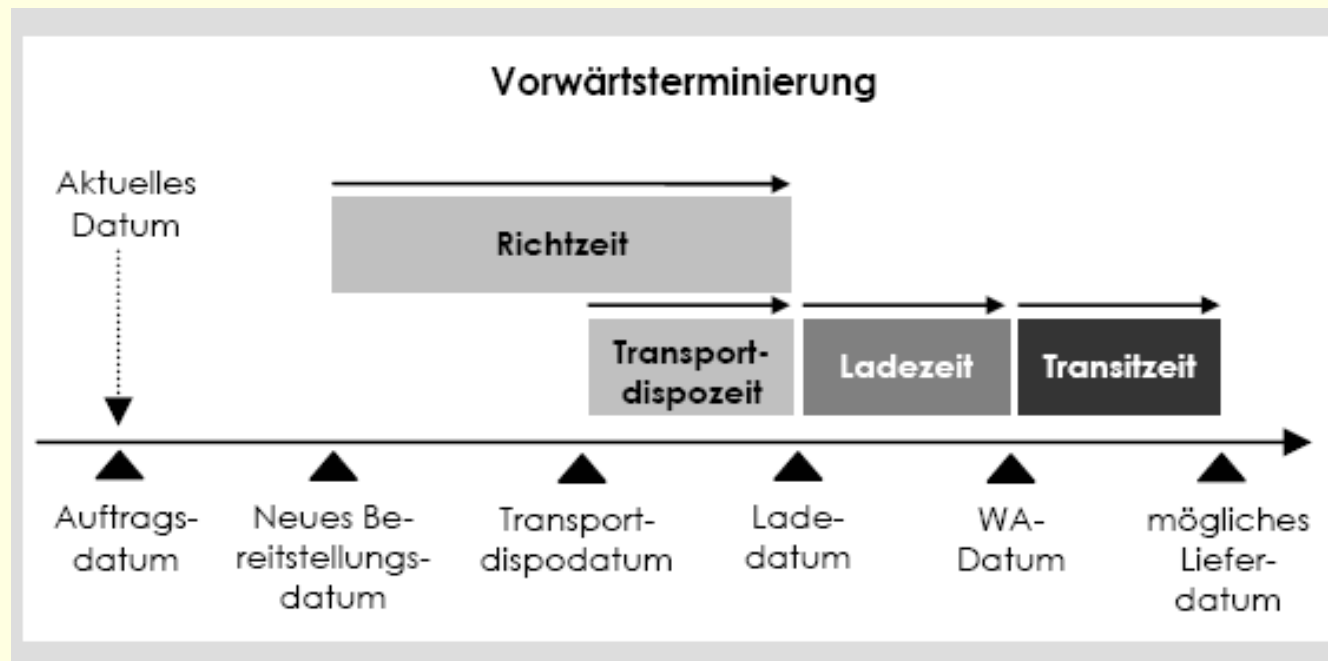 Vorwärtsterminierung
Aktuelles
Datum
Richtzeit
Transport-
dispozeit
Ladezeit
Transitzeit
Auftrags-
datum
Neues Be-
reitstellungs-
datum
Transport-
dispodatum
Lade-
datum
WA-
Datum
mögliches
Liefer-
datum